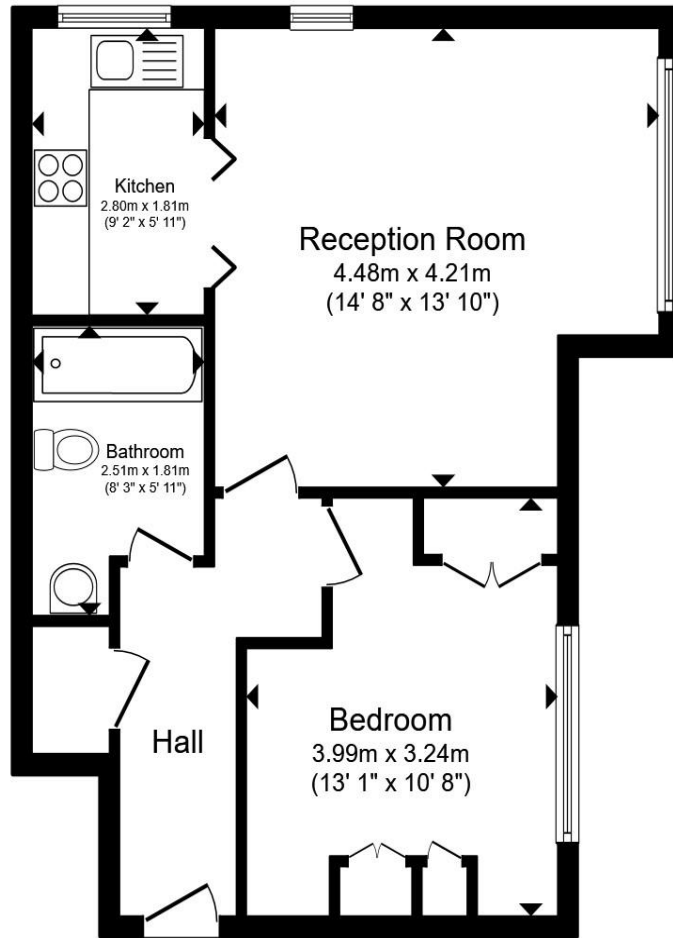 Kitchen
2.80m x 1.81m
(9' 2" x 5' 11")
Reception Room
4.48m x 4.21m
(14' 8" x 13' 10")
Bathroom
2.51m x 1.81m
(8' 3" x 5' 11")
Hall
Bedroom
3.99m x 3.24m
(13' 1" x 10' 8")